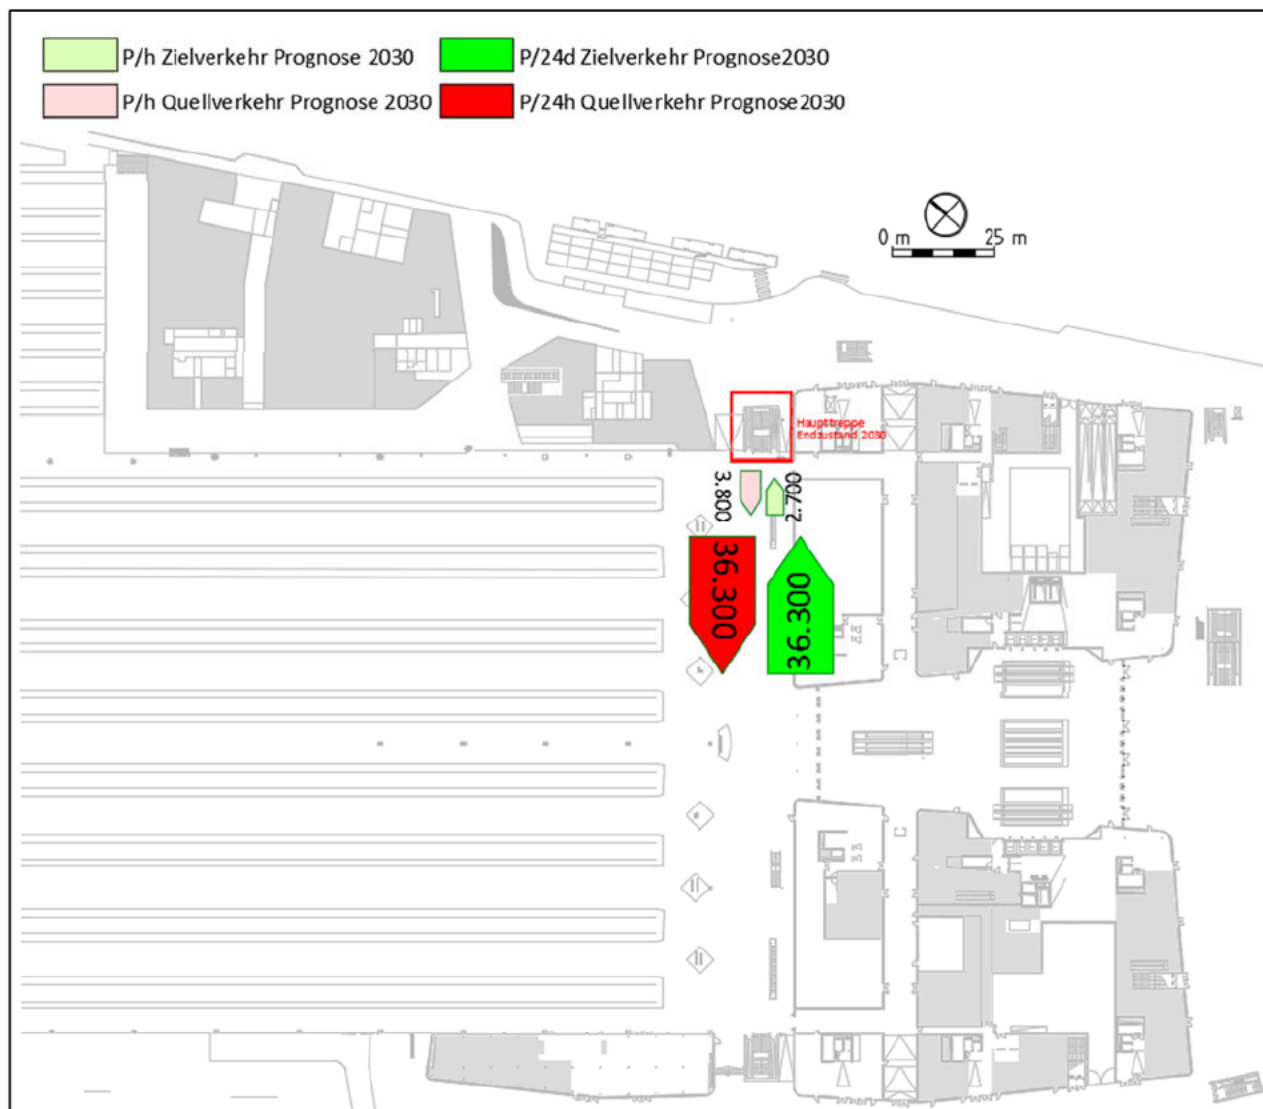 P/h Zielverkehr Prognose 2030
P/24d Zielverkehr Prognose2030
P/h Quellverkehr Prognose 2030
P/24h Quellverkehr Prognose2030
0 m 25 m
Haupttreppe
Endzustand 2030
3.800
2.700
36.300
36.300